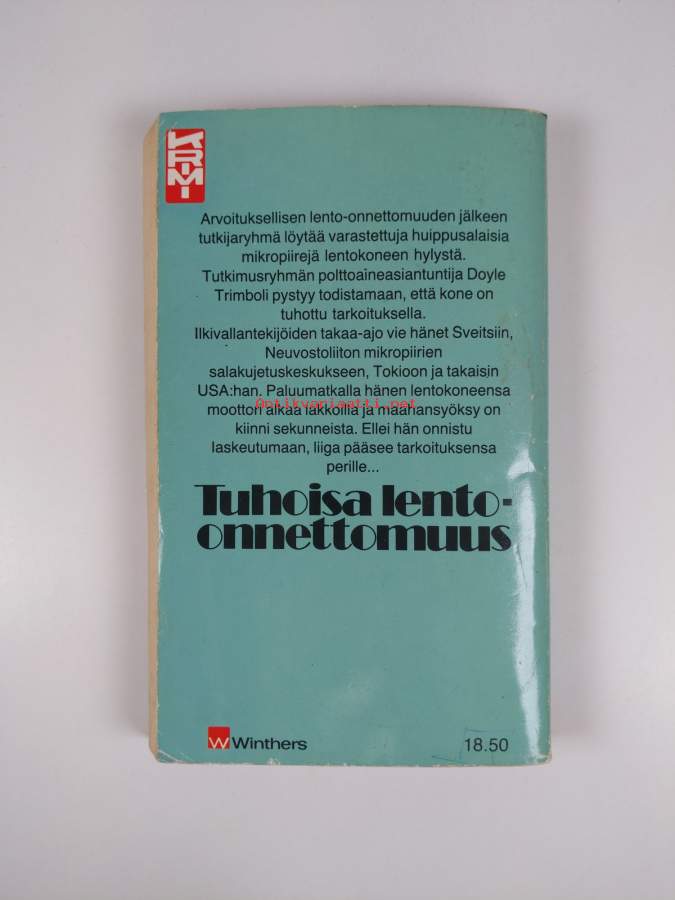 KRIMI
Arvoituksellisen lento-onnettomuuden jälkeen
tutkijaryhmä löytää varastettuja huippusalaisia
mikropiirejä lentokoneen hylystä.
Tutkimusryhmän polttoaineasiantuntija Doyle
Trimboli pystyy todistamaan, että kone on
tuhottu tarkoituksella.
Ilkivallantekijöiden takaa-ajo vie hänet Sveitsiin,
Neuvostoliiton mikropiirien
salakujetuskeskukseen, Tokioon ja takaisin
USA:han. Paluumatkalla hänen lentokoneensa
Antikvariaatti.net
moottori alkaa lakkoilla ja maahansyöksy on
kiinni sekunneista. Ellei hän onnistu
laskeutumaan, liiga pääsee tarkoituksensa
perille...
Tuhoisa lento-
onnettomuus
W Winthers
18.50